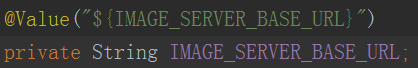 @Value("${IMAGE_SERVER_BASE_URL}")
private String IMAGE_SERVER_BASE_URL;